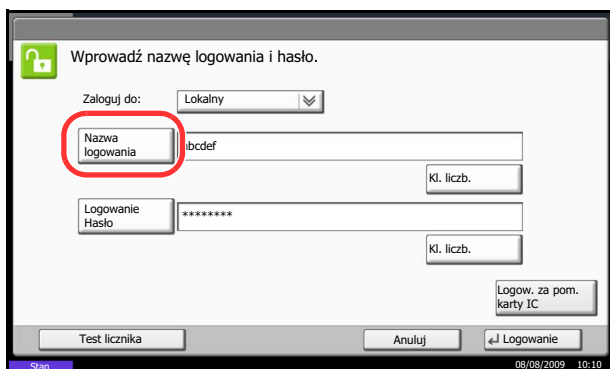 Wprowadź nazwę logowania i hasło.
Zaloguj do:
Lokalny
Nazwa
logowania
abcdef
Kl. liczb.
Logowanie
Hasło
********
Kl. liczb.
Logow. za pom.
karty IC
Test licznika
Anuluj
Logowanie
Stan
08/08/2009 10:10